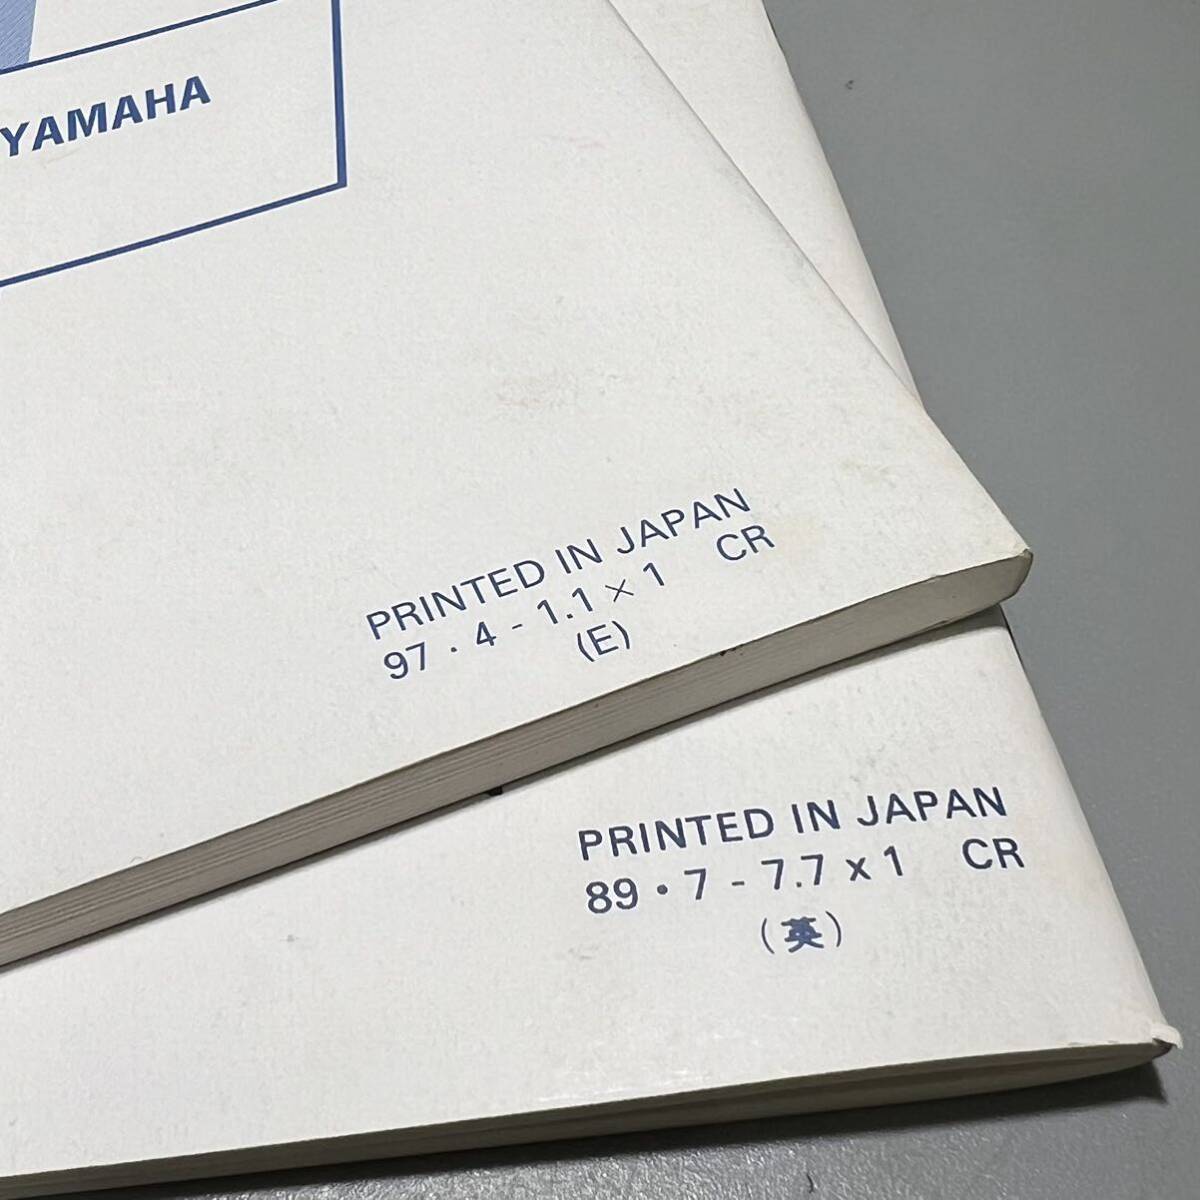 YAMAHA
PRINTED IN JAPAN
97・4 - 1.1 × 1 CR
(E)
PRINTED IN JAPAN
89・7 - 7.7 x 1 CR
(英)